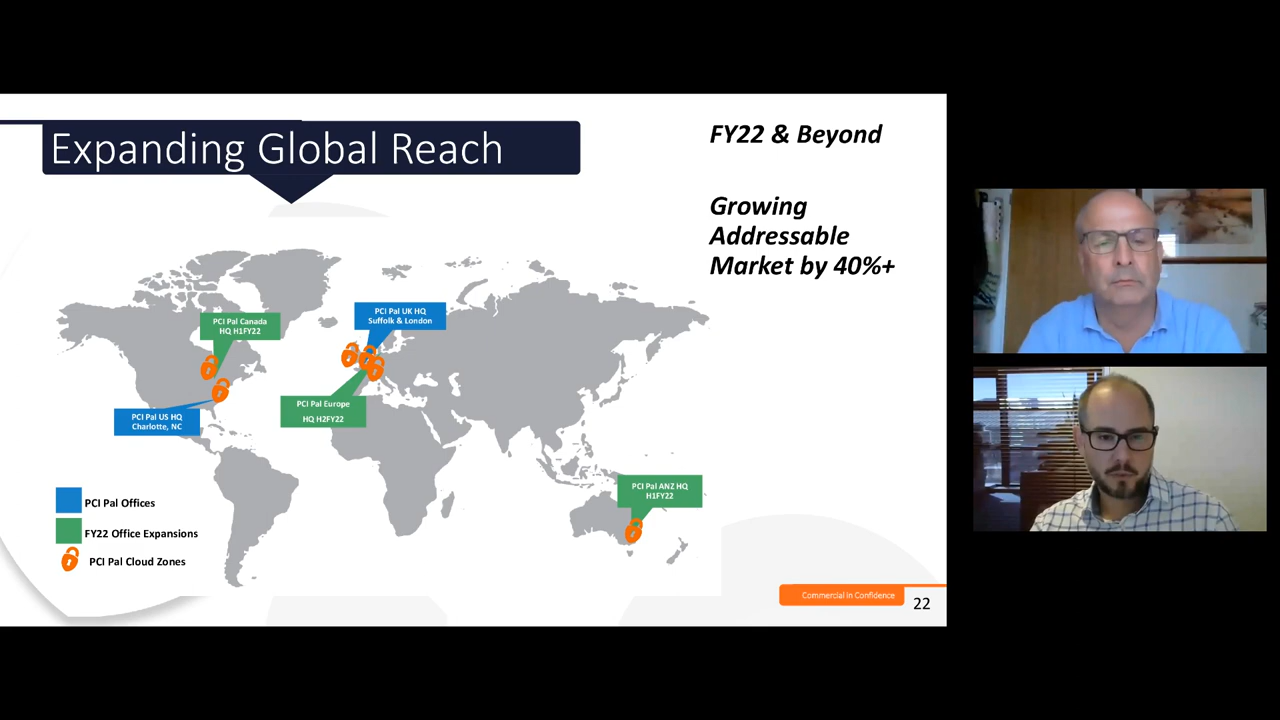 Expanding Global Reach
FY22 & Beyond
Growing
Addressable
Market by 40%+
PCI Pal Canada
HQ H1FY22
PCI Pal UK HQ
Suffolk & London
PCI Pal US HQ
Charlotte, NC
PCI Pal Europe
HQ H2FY22
PCI Pal ANZ HQ
H1FY22
PCI Pal Offices
FY22 Office Expansions
PCI Pal Cloud Zones
Commercial in Confidence
22